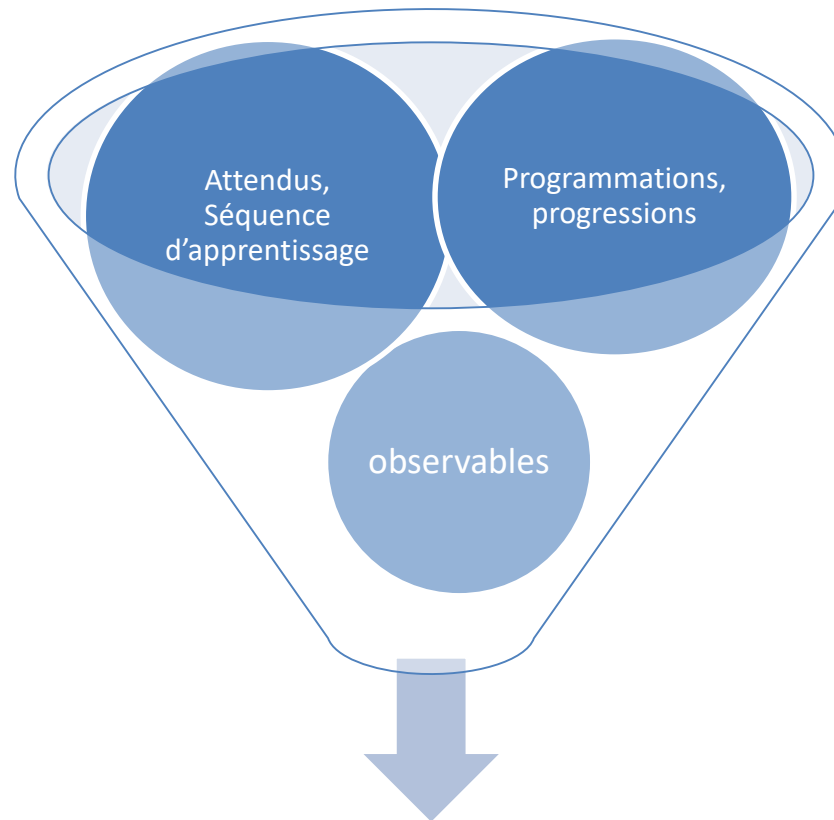 Attendus,
Séquence
d’apprentissage
Programmations,
progressions
observables